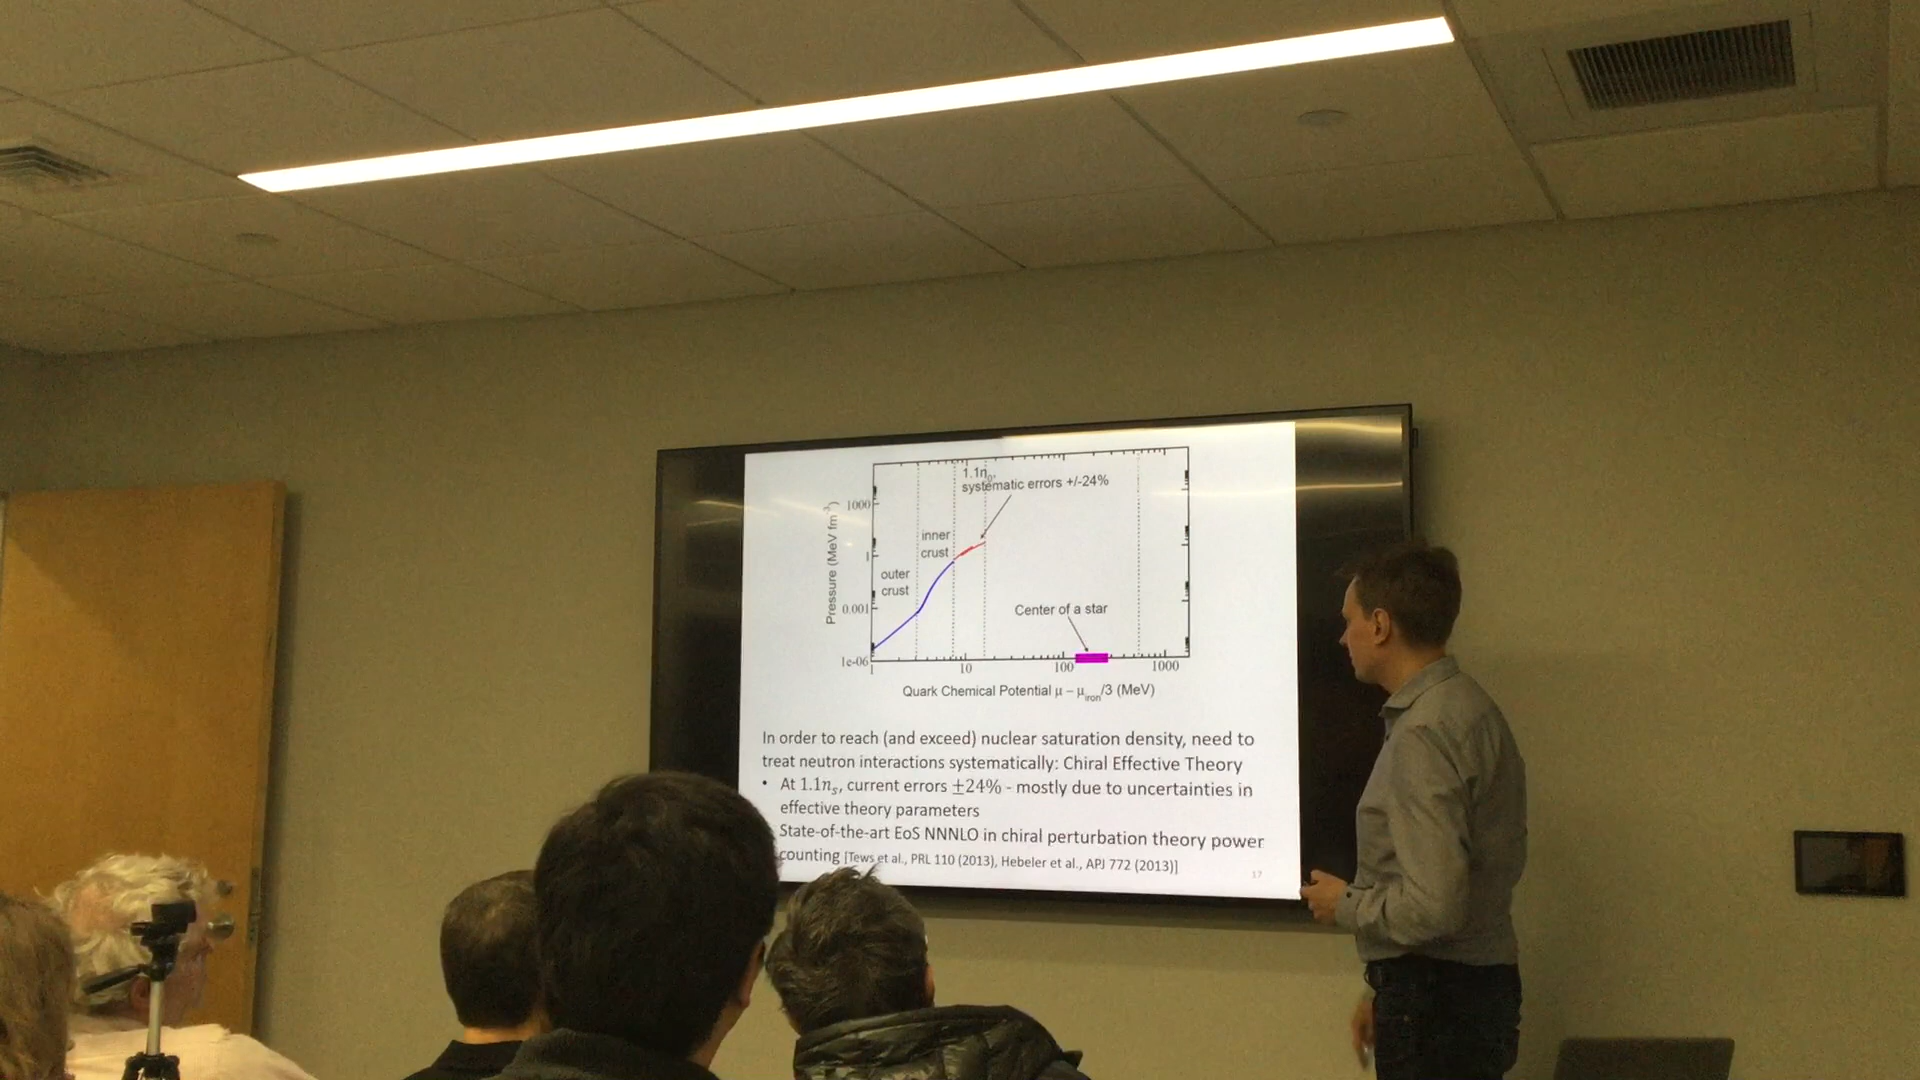 1.1n₀,
systematic errors +/-24%
Pressure (MeV fm⁻³)
1000
1
0.001
1e-06
inner
crust
outer
crust
Center of a star
1
10
100
1000
Quark Chemical Potential μ – μ_iron/3 (MeV)
In order to reach (and exceed) nuclear saturation density, need to
treat neutron interactions systematically: Chiral Effective Theory
• At 1.1nₛ, current errors ±24% - mostly due to uncertainties in
effective theory parameters
State-of-the-art EoS NNNLO in chiral perturbation theory power
counting [Tews et al., PRL 110 (2013), Hebeler et al., APJ 772 (2013)]
17